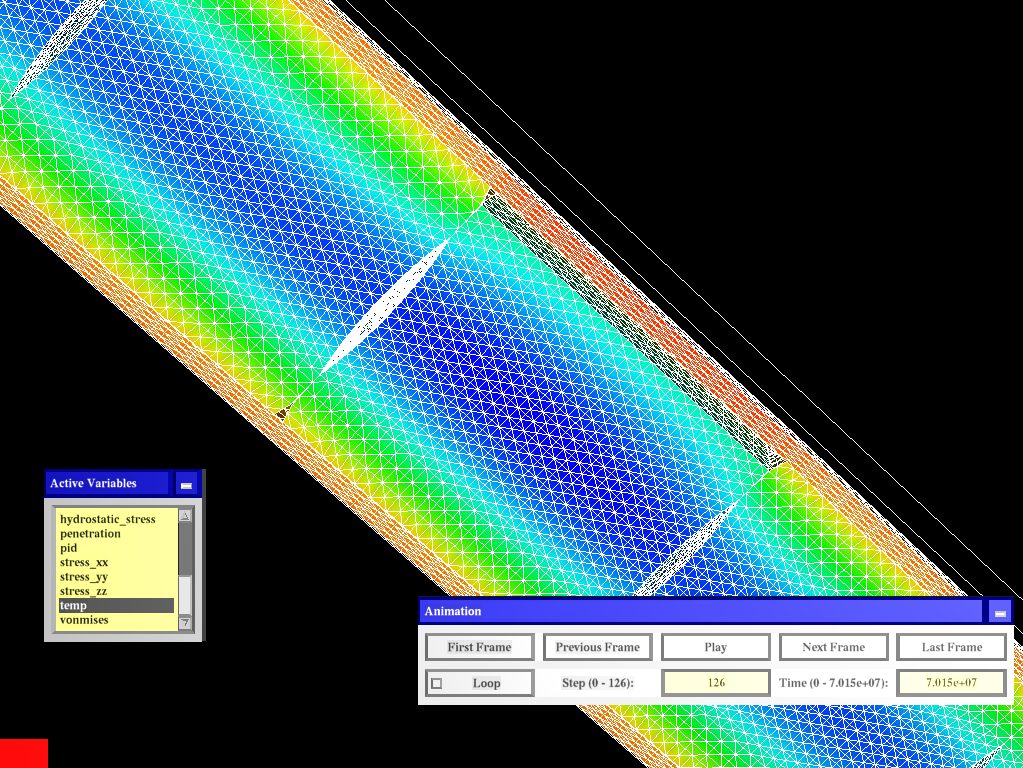 Active Variables
hydrostatic_stress
penetration
pid
stress_xx
stress_yy
stress_zz
temp
vonmises
Animation
First Frame Previous Frame Play Next Frame Last Frame
Loop Step (0 - 126): 126 Time (0 - 7.015e+07): 7.015e+07